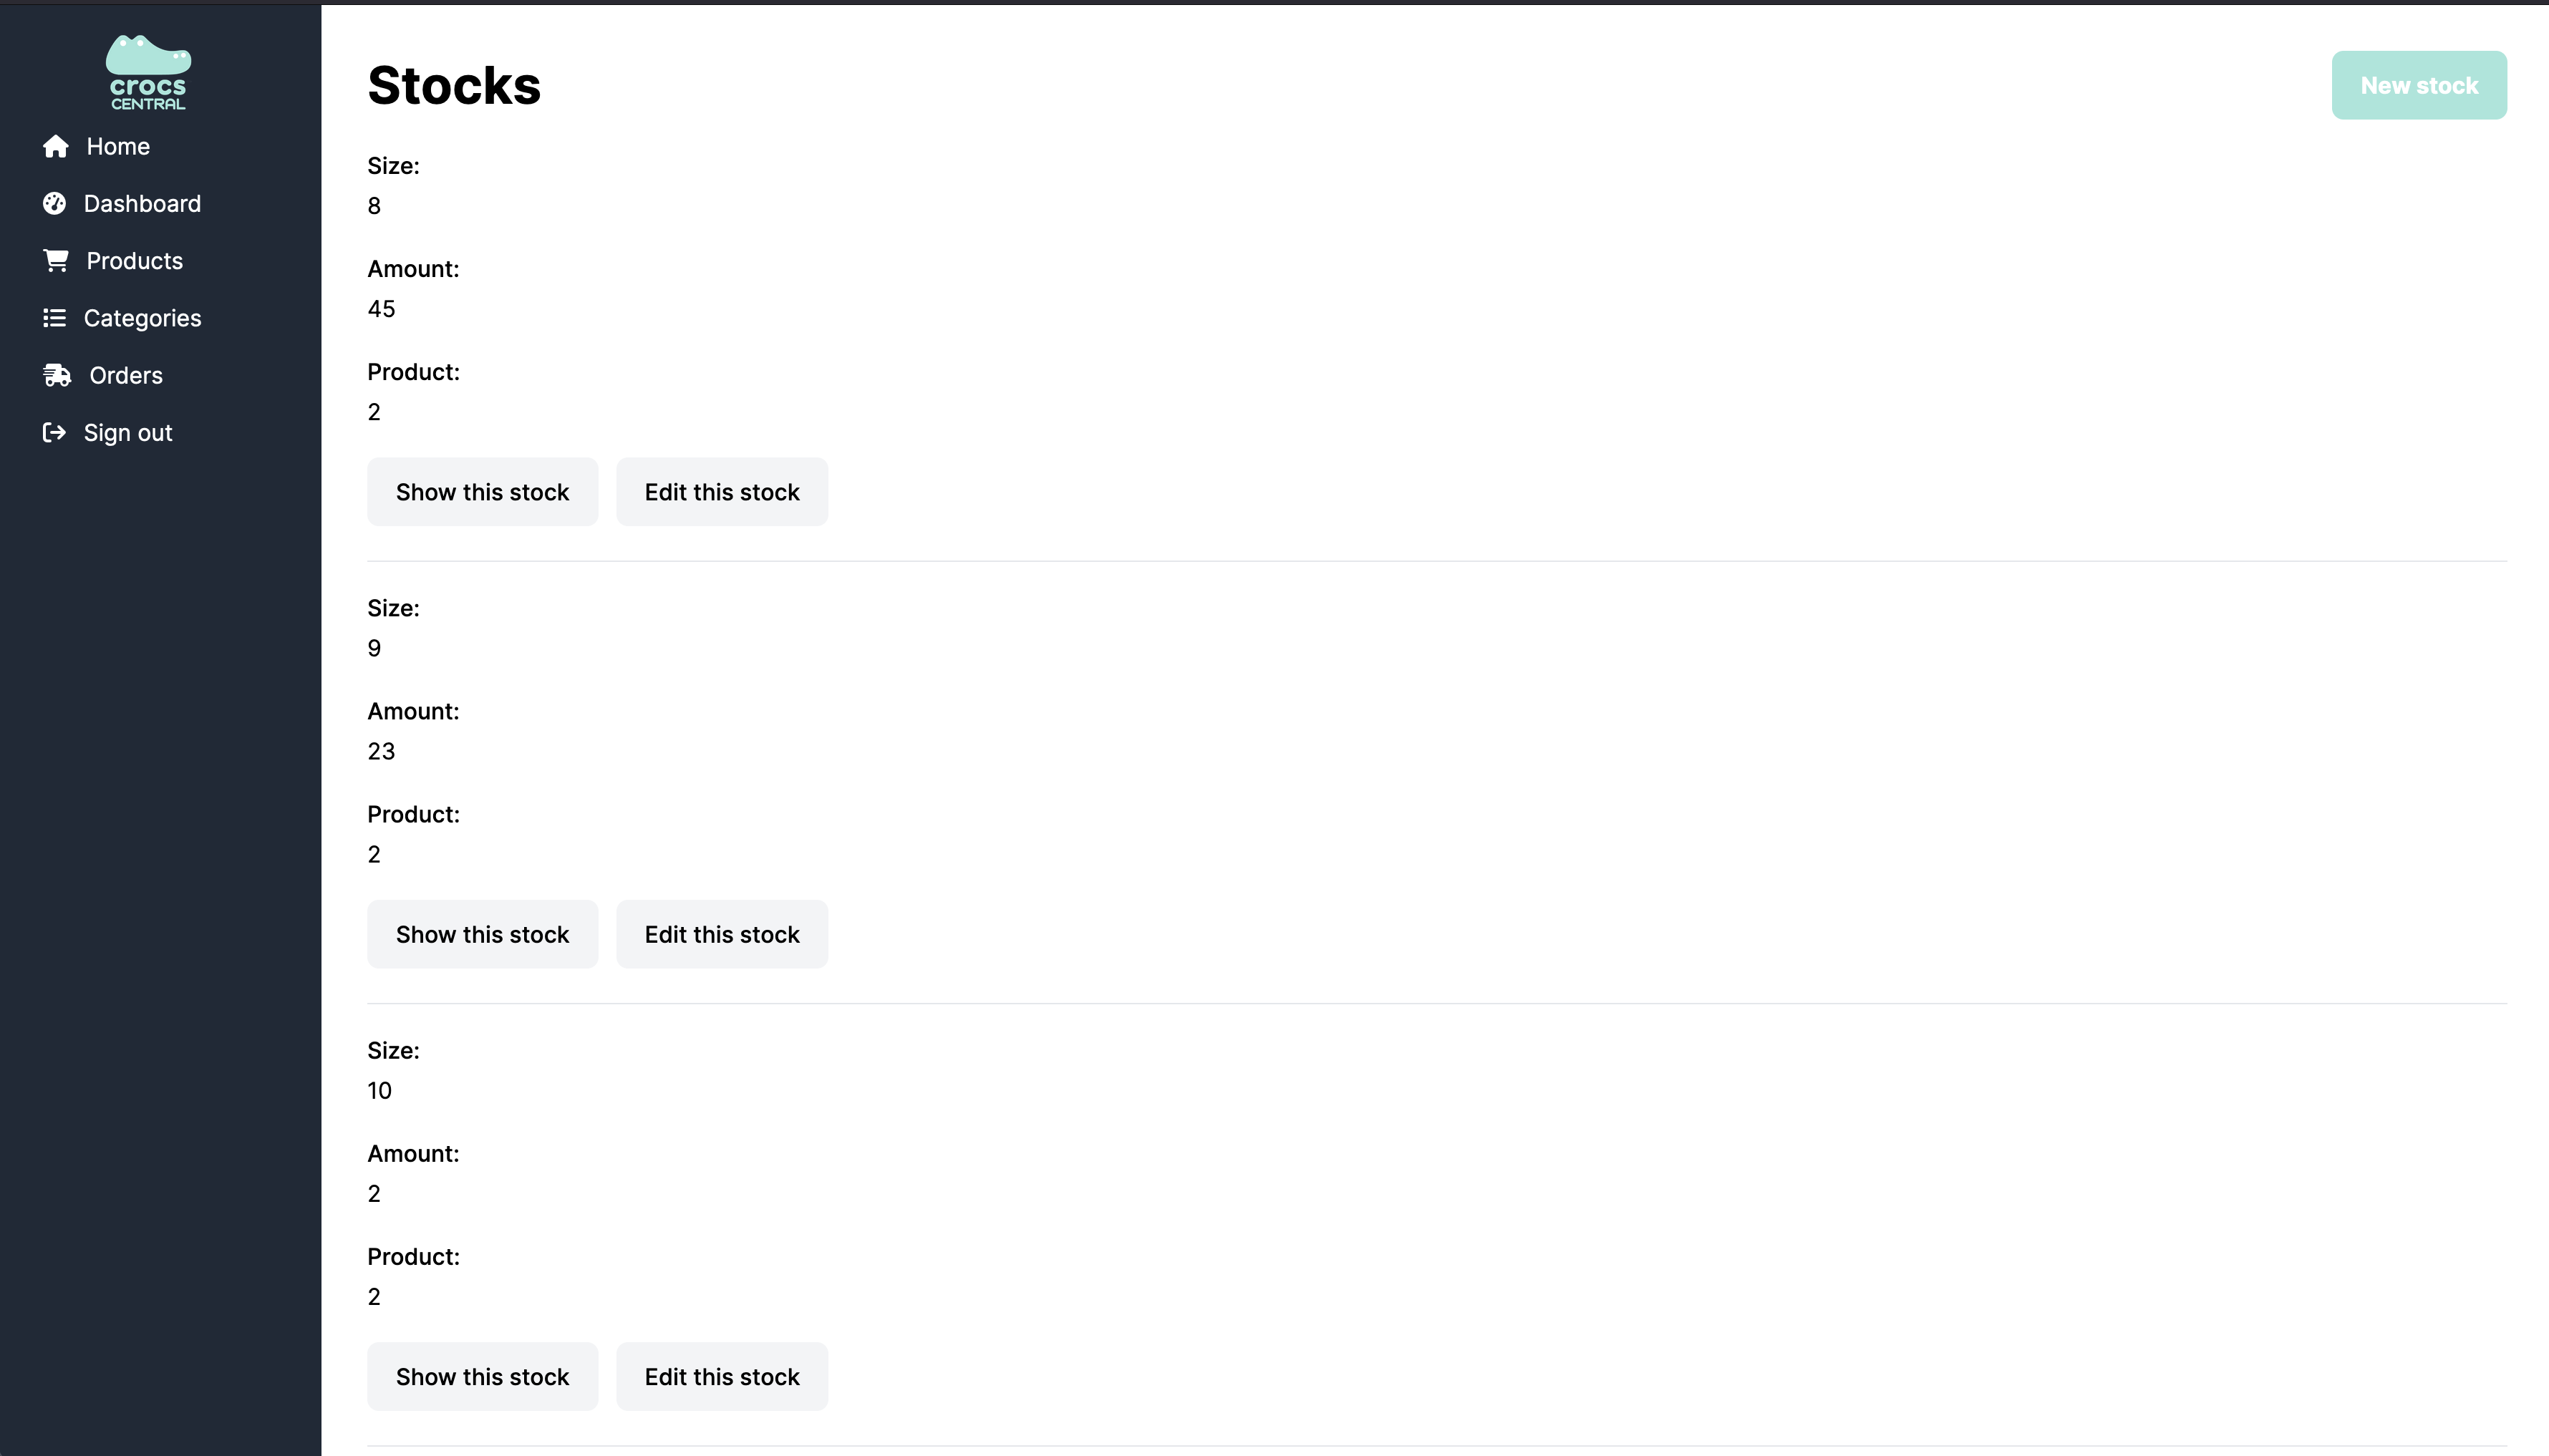 crocs
CENTRAL
Home
Dashboard
Products
Categories
Orders
Sign out
Stocks
New stock
Size:
8
Amount:
45
Product:
2
Show this stock
Edit this stock
Size:
9
Amount:
23
Product:
2
Show this stock
Edit this stock
Size:
10
Amount:
2
Product:
2
Show this stock
Edit this stock